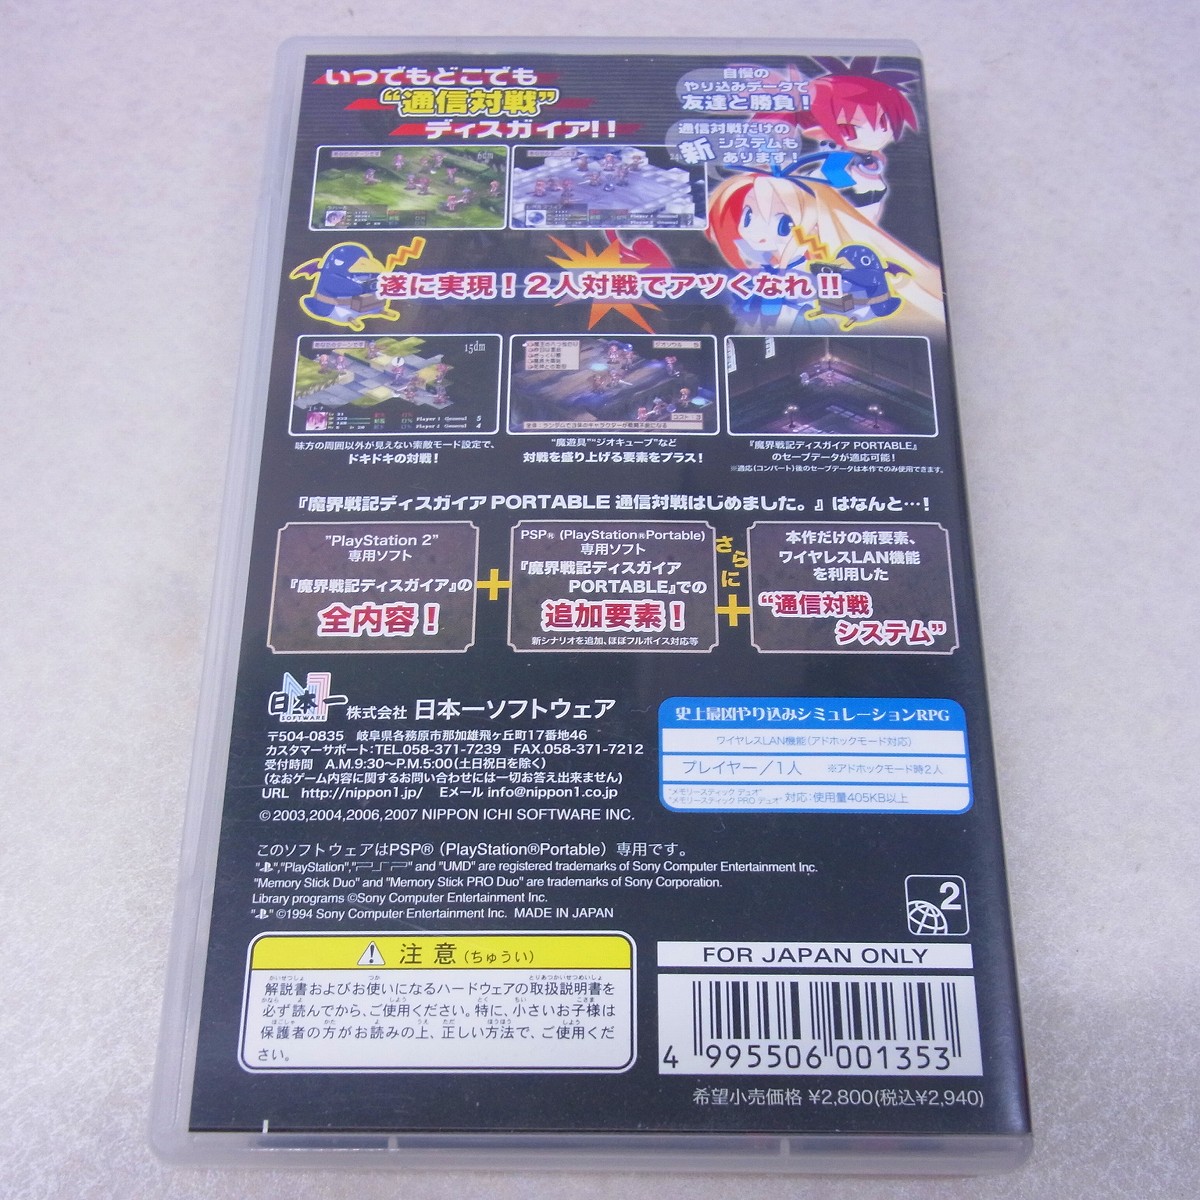 いつでもどこでも
“通信対戦”
ディスガイア!!
自慢の
やり込みデータで
友達と勝負！
通信対戦だけの
新システムも
あります！
遂に実現！2人対戦でアツくなれ!!
15dm
味方の周囲以外が見えない索敵モード設定で、
ドキドキの対戦！
“魔遊具”“ジオキューブ”など
対戦を盛り上げる要素をプラス！
『魔界戦記ディスガイア PORTABLE』
のセーブデータが適応可能！
※適応(コンバート)後のセーブデータは本作でのみ使用できます。
『魔界戦記ディスガイア PORTABLE 通信対戦はじめました。』はなんと…！
"PlayStation 2"
専用ソフト
『魔界戦記ディスガイア』の
全内容！
+
PSP® (PlayStation®Portable)
専用ソフト
『魔界戦記ディスガイア
PORTABLE』での
追加要素！
新シナリオを追加、ほぼフルボイス対応等
さらに
+
本作だけの新要素、
ワイヤレスLAN機能
を利用した
“通信対戦
システム”
日本一
SOFTWARE
株式会社 日本一ソフトウェア
〒504-0835 岐阜県各務原市那加雄飛ヶ丘町17番地46
カスタマーサポート:TEL.058-371-7239 FAX.058-371-7212
受付時間 A.M.9:30~P.M.5:00(土日祝日を除く)
(なおゲーム内容に関するお問い合わせには一切お答え出来ません)
URL http://nippon1.jp/ Eメール info@nippon1.co.jp
©2003,2004,2006,2007 NIPPON ICHI SOFTWARE INC.
史上最凶やり込みシミュレーションRPG
ワイヤレスLAN機能(アドホックモード対応)
プレイヤー/1人 ※アドホックモード時2人
"メモリースティック デュオ"
"メモリースティック PRO デュオ" 対応:使用量405KB以上
このソフトウェアはPSP® (PlayStation®Portable) 専用です。
" ","PlayStation"," " and "UMD" are registered trademarks of Sony Computer Entertainment Inc.
"Memory Stick Duo" and "Memory Stick PRO Duo" are trademarks of Sony Corporation.
Library programs ©Sony Computer Entertainment Inc.
" " ©1994 Sony Computer Entertainment Inc. MADE IN JAPAN
2
注意(ちゅうい)
解説書およびお使いになるハードウェアの取扱説明書を
必ず読んでから、ご使用ください。特に、小さいお子様は
保護者の方がお読みの上、正しい方法で、ご使用くだ
さい。
FOR JAPAN ONLY
4 995506 001353
希望小売価格 ¥2,800(税込¥2,940)